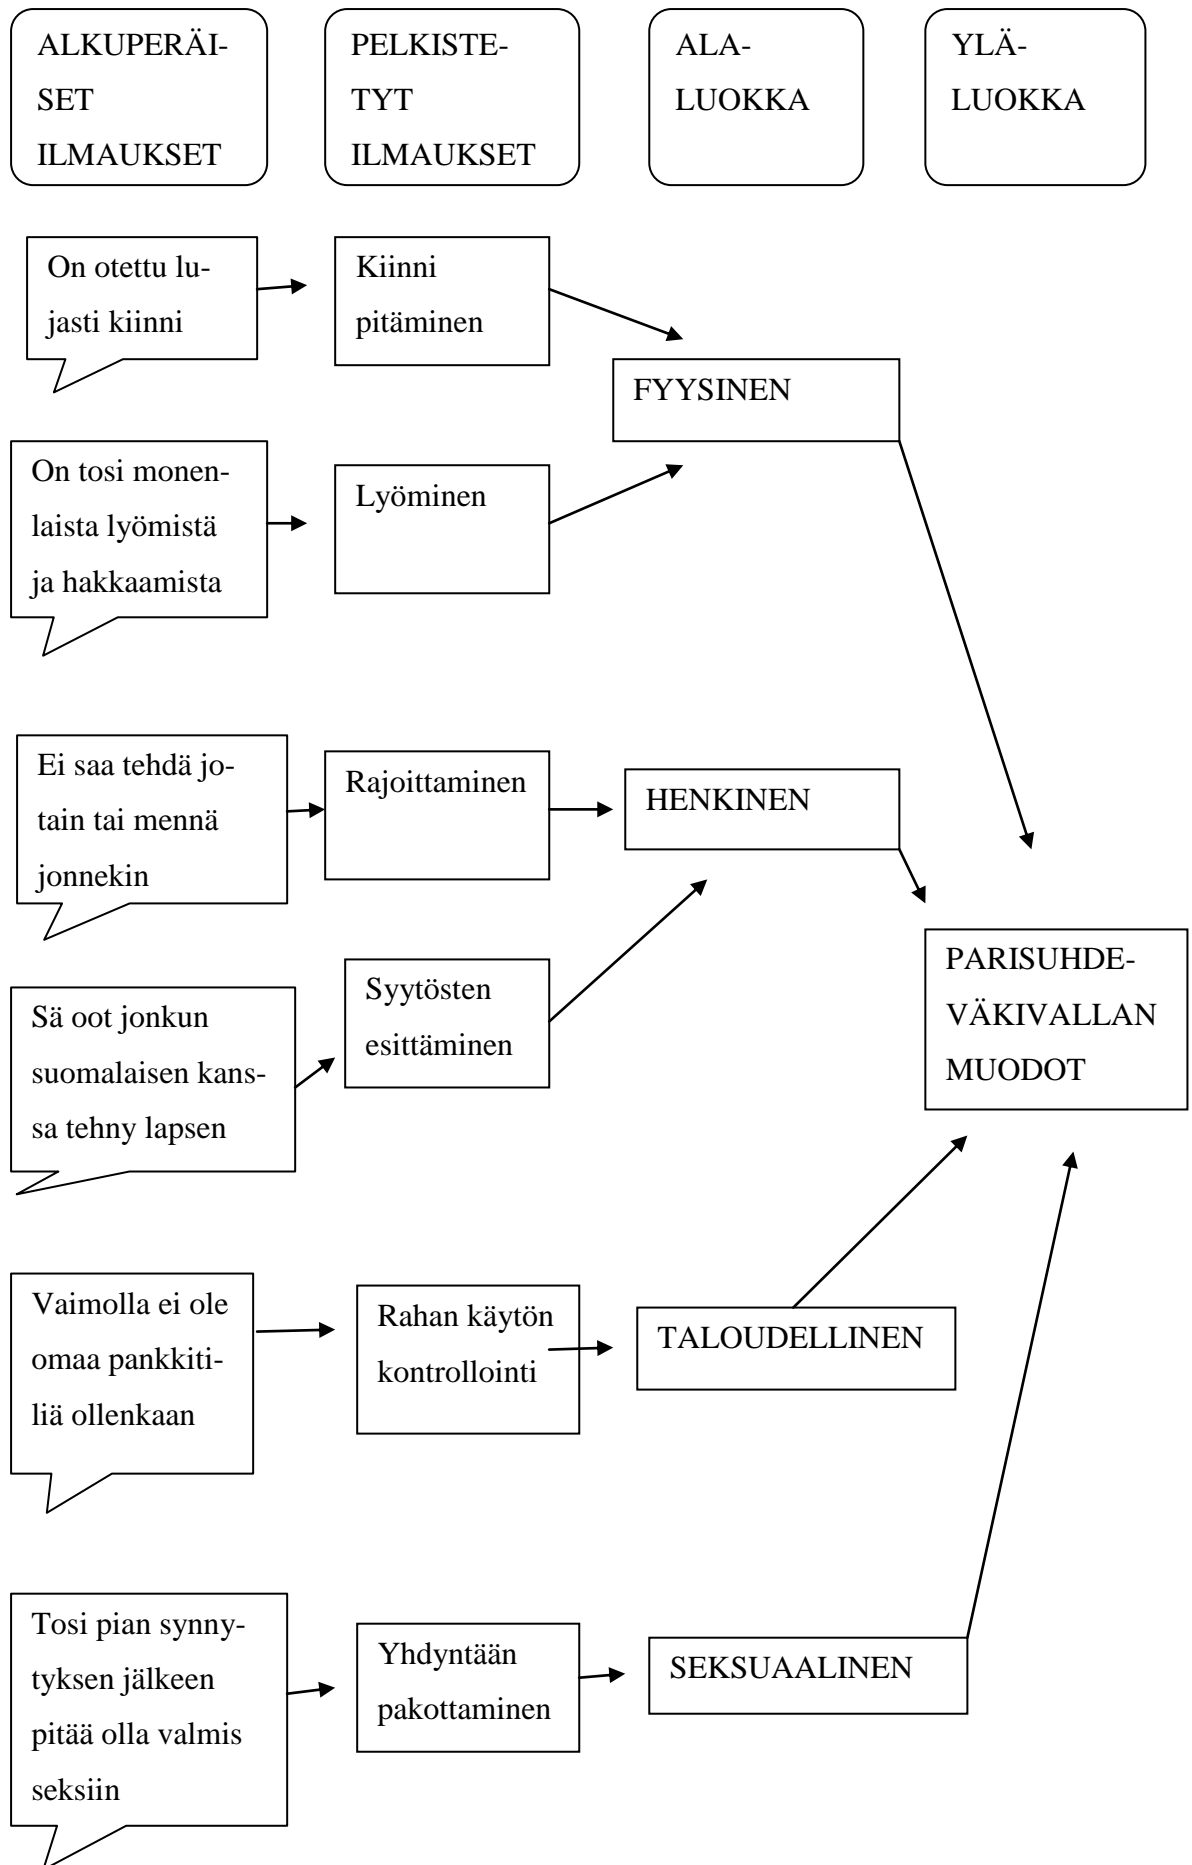 ALKUPERÄI-
SET
ILMAUKSET
PELKISTE-
TYT
ILMAUKSET
ALA-
LUOKKA
YLÄ-
LUOKKA
On otettu lu-
jasti kiinni
Kiinni
pitäminen
FYYSINEN
On tosi monen-
laista lyömistä
ja hakkaamista
Lyöminen
Ei saa tehdä jo-
tain tai mennä
jonnekin
Rajoittaminen
HENKINEN
Sä oot jonkun
suomalaisen kans-
sa tehny lapsen
Syytösten
esittäminen
PARISUHDE-
VÄKIVALLAN
MUODOT
Vaimolla ei ole
omaa pankkiti-
liä ollenkaan
Rahan käytön
kontrollointi
TALOUDELLINEN
Tosi pian synny-
tyksen jälkeen
pitää olla valmis
seksiin
Yhdyntään
pakottaminen
SEKSUAALINEN